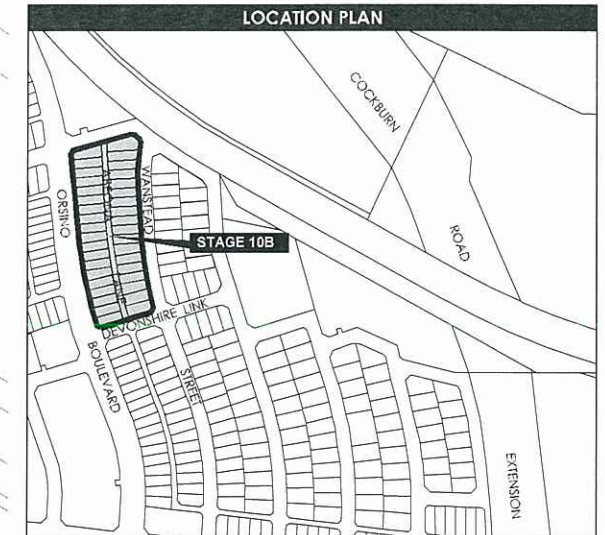 LOCATION PLAN
COCKBURN
ROAD
EXTENSION
ORSINO
BOULEVARD
WANSTEAD
STREET
STAGE 10B
DEVONSHIRE LINK